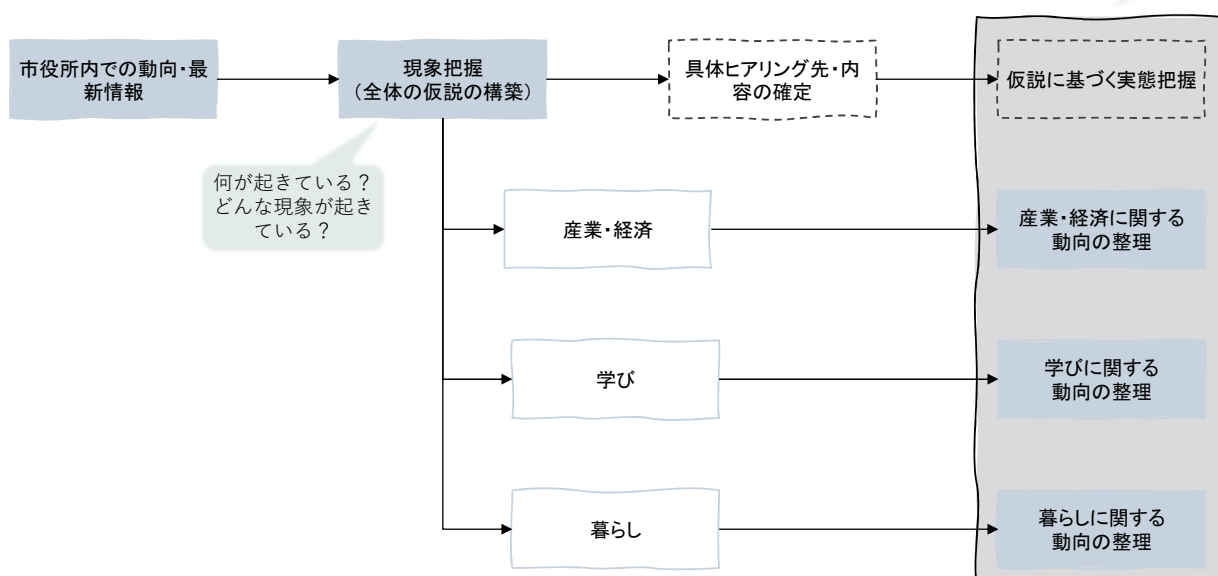 市役所内での動向・最
新情報
現象把握
（全体の仮説の構築）
具体ヒアリング先・内
容の確定
仮説に基づく実態把握
何が起きている？
どんな現象が起き
ている？
産業・経済
産業・経済に関する
動向の整理
学び
学びに関する
動向の整理
暮らし
暮らしに関する
動向の整理